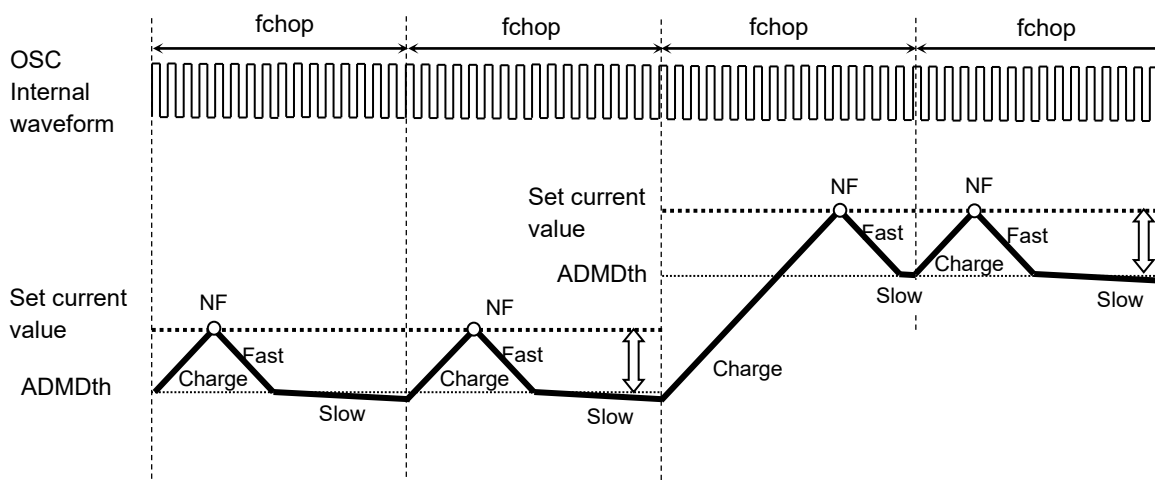 fchop
fchop
fchop
fchop
OSC
Internal
waveform
Set current
value
NF
NF
Fast
Fast
ADMDth
Charge
Slow
Slow
Set current
value
NF
NF
Fast
Fast
Charge
ADMDth
Charge
Charge
Slow
Slow